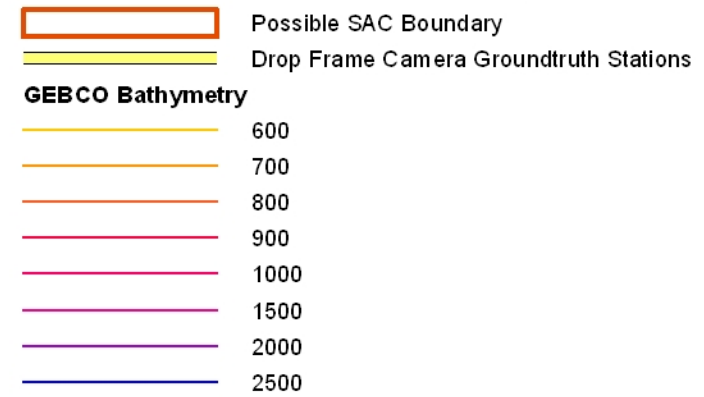 Possible SAC Boundary
Drop Frame Camera Groundtruth Stations
GEBCO Bathymetry
600
700
800
900
1000
1500
2000
2500